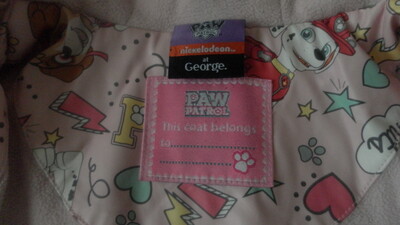 PAW
PATROL
nickelodeon
at
George.
PAW
PATROL
This coat belongs
to